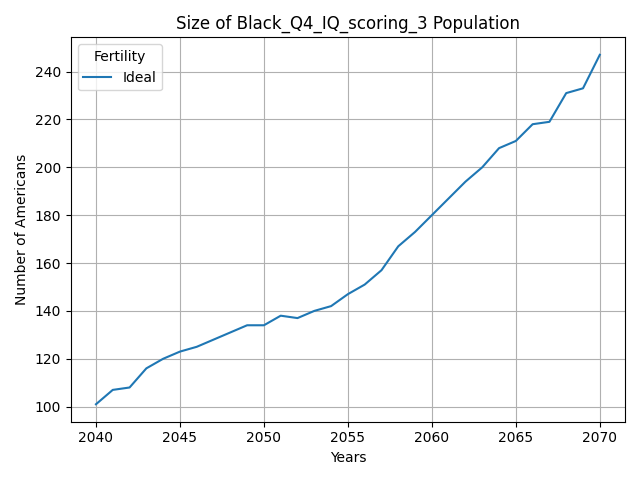 Size of Black_Q4_IQ_scoring_3 Population
Fertility
Ideal
Number of Americans
240
220
200
180
160
140
120
100
2040 2045 2050 2055 2060 2065 2070
Years